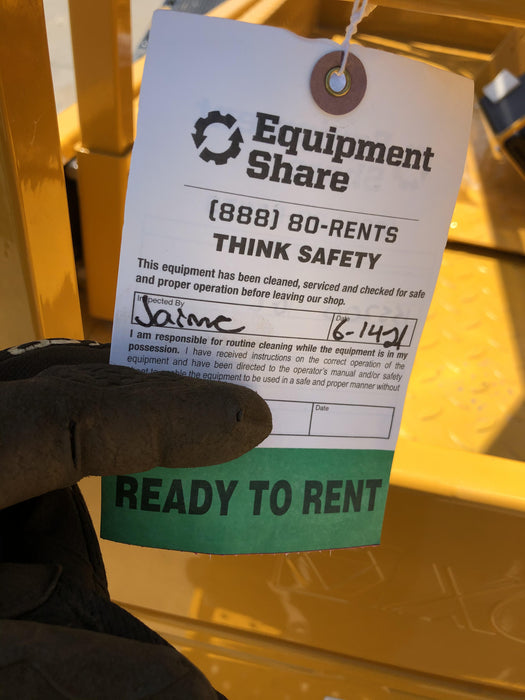 Equipment
Share
(888) 80-RENTS
THINK SAFETY
This equipment has been cleaned, serviced and checked for safe
and proper operation before leaving our shop.
Inspected By
Jaime
Date
6-14-21
I am responsible for routine cleaning while the equipment is in my
possession. I have received instructions on the correct operation of the
equipment and have been directed to the operator's manual and/or safety
the equipment to be used in a safe and proper manner without
Date
READY TO RENT